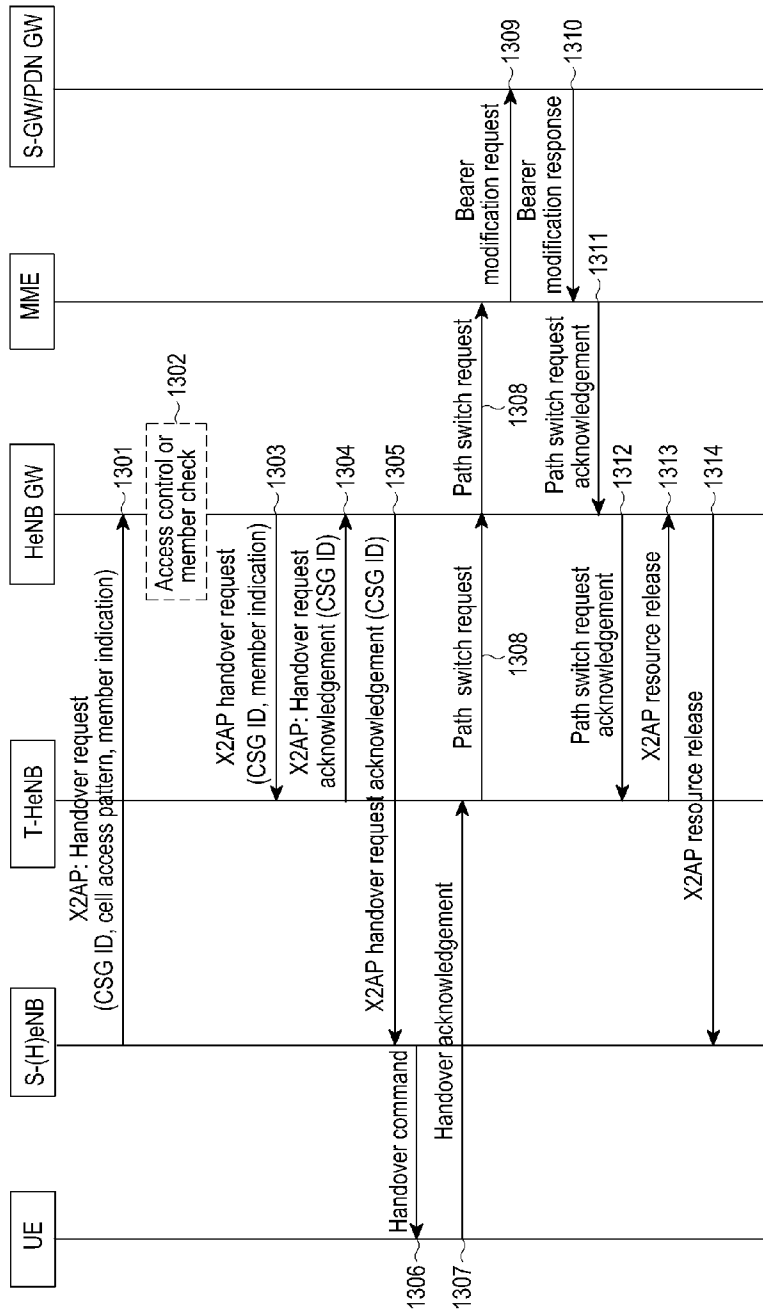 UE
S-(H)eNB
T-HeNB
HeNB GW
MME
S-GW/PDN GW
X2AP: Handover request
(CSG ID, cell access pattern, member indication)
1301
Access control or
member check
1302
X2AP handover request
(CSG ID, member indication)
1303
X2AP: Handover request
acknowledgement (CSG ID)
1304
X2AP handover request acknowledgement (CSG ID)
1305
Handover command
1306
Handover acknowledgement
1307
Path switch request
1308
Path switch request
1308
Bearer
modification request
1309
Bearer
modification response
1310
Path switch request
acknowledgement
1311
Path switch request
acknowledgement
1312
X2AP resource release
1313
X2AP resource release
1314